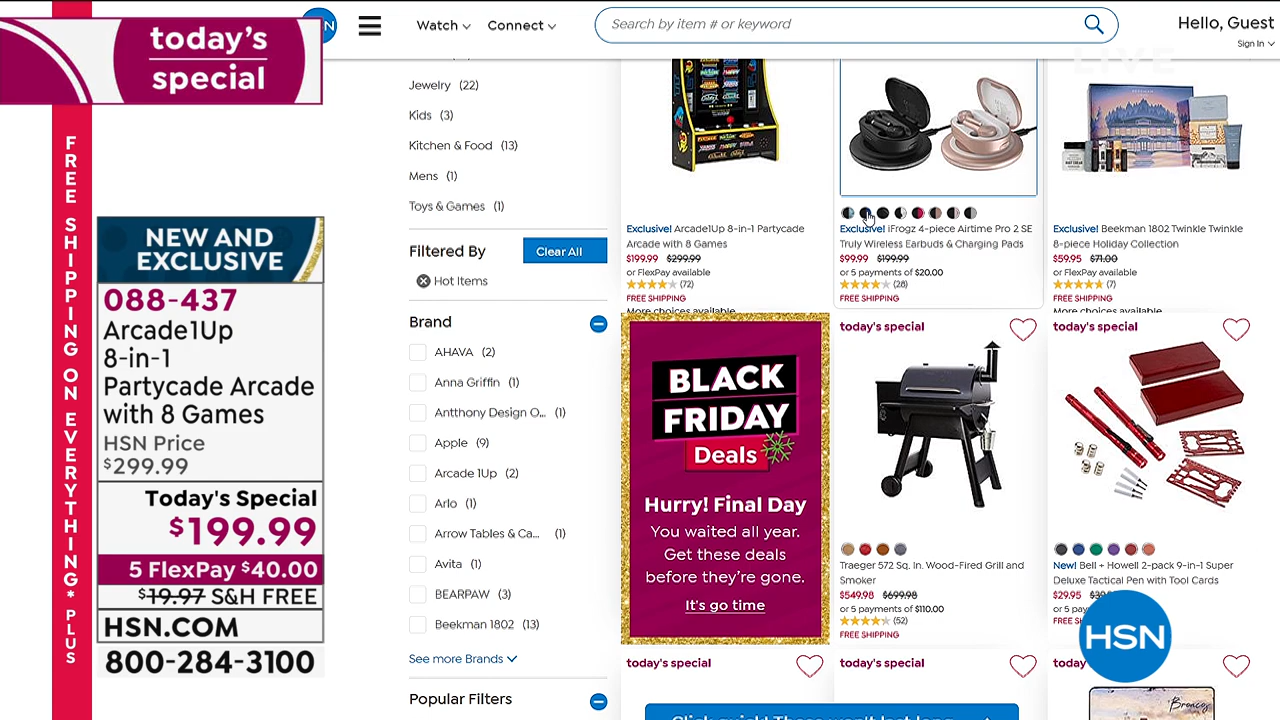 today's
special
FREE SHIPPING ON EVERYTHING* PLUS
NEW AND
EXCLUSIVE
088-437
Arcade1Up
8-in-1
Partycade Arcade
with 8 Games
HSN Price
$299.99
Today's Special
$199.99
5 FlexPay $40.00
$19.97 S&H FREE
HSN.COM
800-284-3100
Watch
Connect
Search by item # or keyword
Hello, Guest
Sign In
LIVE
Jewelry (22)
Kids (3)
Kitchen & Food (13)
Mens (1)
Toys & Games (1)
Filtered By
Clear All
Hot Items
Brand
AHAVA (2)
Anna Griffin (1)
Antthony Design O... (1)
Apple (9)
Arcade 1Up (2)
Arlo (1)
Arrow Tables & Ca... (1)
Avita (1)
BEARPAW (3)
Beekman 1802 (13)
See more Brands
Popular Filters
Exclusive! Arcade1Up 8-in-1 Partycade
Arcade with 8 Games
$199.99 $299.99
or FlexPay available
(72)
FREE SHIPPING
More choices available
Exclusive! iFrogz 4-piece Airtime Pro 2 SE
Truly Wireless Earbuds & Charging Pads
$99.99 $199.99
or 5 payments of $20.00
(28)
FREE SHIPPING
Exclusive! Beekman 1802 Twinkle Twinkle
8-piece Holiday Collection
$59.95 $71.00
or FlexPay available
(7)
FREE SHIPPING
More choices available
BLACK
FRIDAY
Deals
Hurry! Final Day
You waited all year.
Get these deals
before they're gone.
It's go time
today's special
Traeger 572 Sq. In. Wood-Fired Grill and
Smoker
$549.98 $699.98
or 5 payments of $110.00
(52)
FREE SHIPPING
today's special
New! Bell + Howell 2-pack 9-in-1 Super
Deluxe Tactical Pen with Tool Cards
$29.95
or 5
HSN
today's special
today's special
Broncos